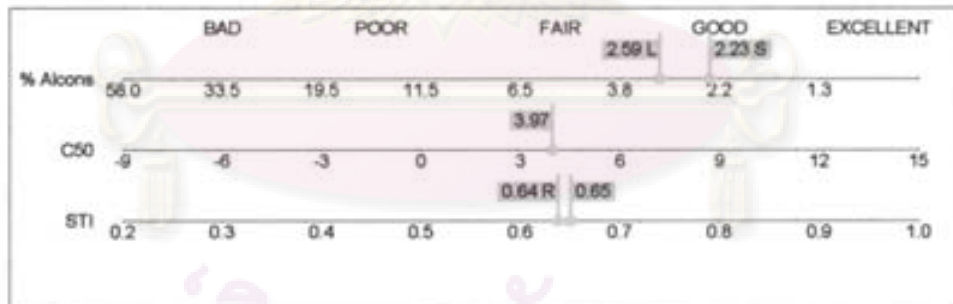 BAD POOR FAIR GOOD EXCELLENT
2.59 L 2.23 S
% Alcons 58.0 33.5 19.5 11.5 6.5 3.8 2.2 1.3
3.97
C50 -9 -6 -3 0 3 6 9 12 15
0.64 R 0.65
STI 0.2 0.3 0.4 0.5 0.6 0.7 0.8 0.9 1.0